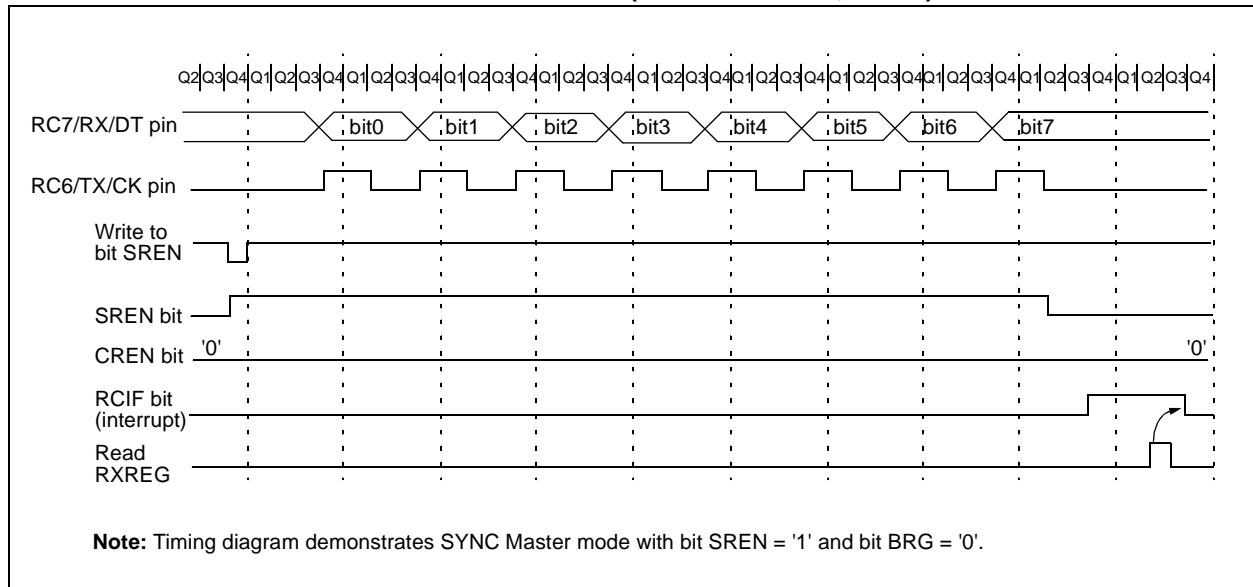 Q2 Q3 Q4 Q1 Q2 Q3 Q4 Q1 Q2 Q3 Q4 Q1 Q2 Q3 Q4 Q1 Q2 Q3 Q4 Q1 Q2 Q3 Q4 Q1 Q2 Q3 Q4 Q1 Q2 Q3 Q4 Q1 Q2 Q3 Q4 Q1 Q2 Q3 Q4 Q1 Q2 Q3 Q4
RC7/RX/DT pin bit0 bit1 bit2 bit3 bit4 bit5 bit6 bit7
RC6/TX/CK pin
Write to
bit SREN
SREN bit
CREN bit '0' '0'
RCIF bit
(interrupt)
Read
RXREG
Note: Timing diagram demonstrates SYNC Master mode with bit SREN = '1' and bit BRG = '0'.